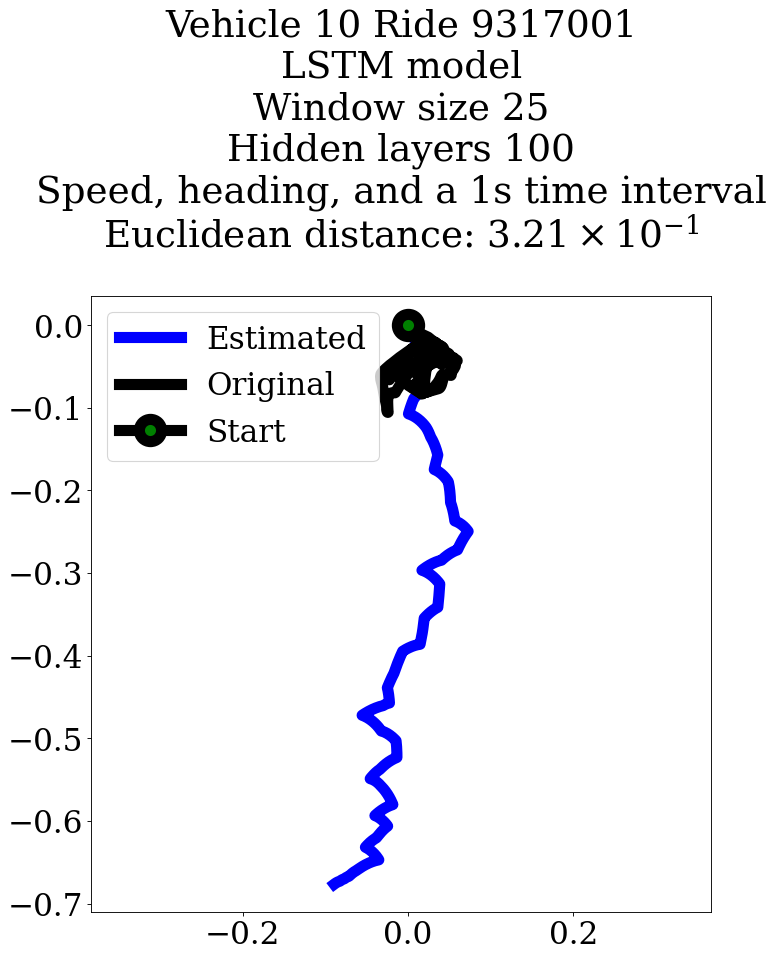 Vehicle 10 Ride 9317001
LSTM model
Window size 25
Hidden layers 100
Speed, heading, and a 1s time interval
Euclidean distance: 3.21 × 10⁻¹
Estimated
Original
Start
0.0
−0.1
−0.2
−0.3
−0.4
−0.5
−0.6
−0.7
−0.2
0.0
0.2